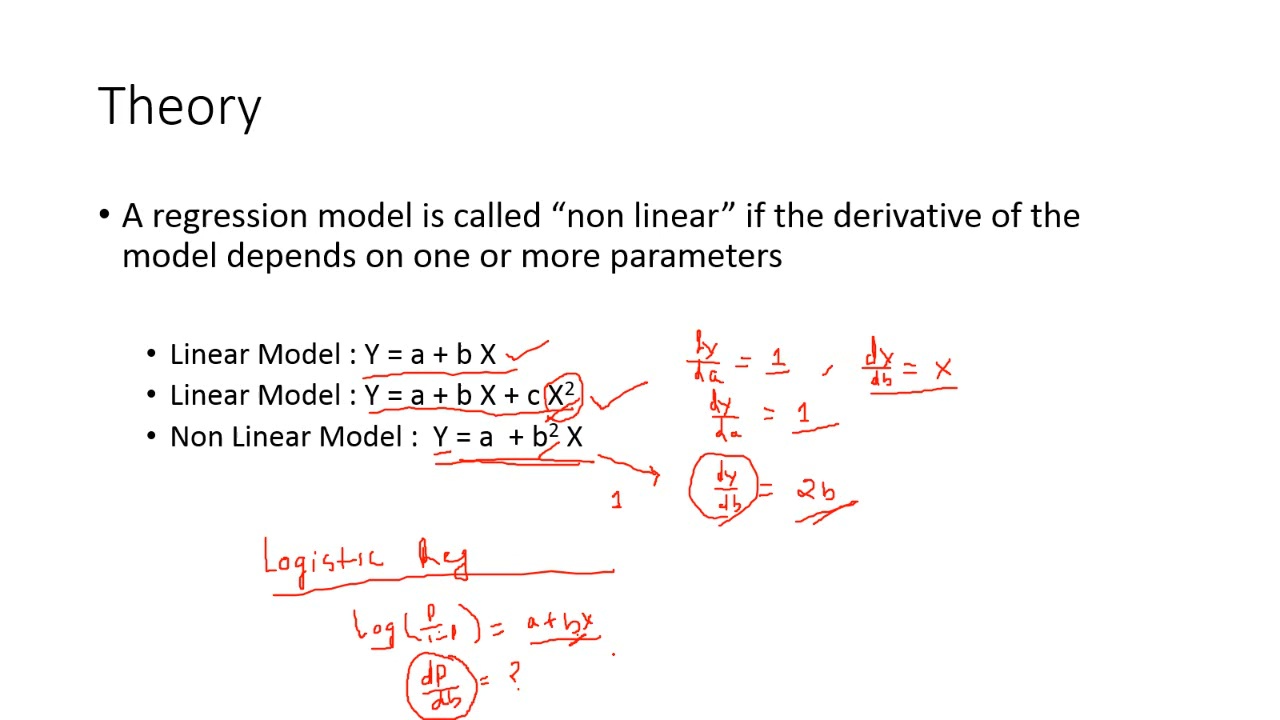 Theory
• A regression model is called “non linear” if the derivative of the
model depends on one or more parameters
• Linear Model : Y = a + b X
• Linear Model : Y = a + b X + c X²
• Non Linear Model : Y = a + b² X
dy/da = 1 , dy/db = x
dy/da = 1
dy/db = 2b
1
Logistic Reg
log(P/1-P) = a+bx
dP/db = ?